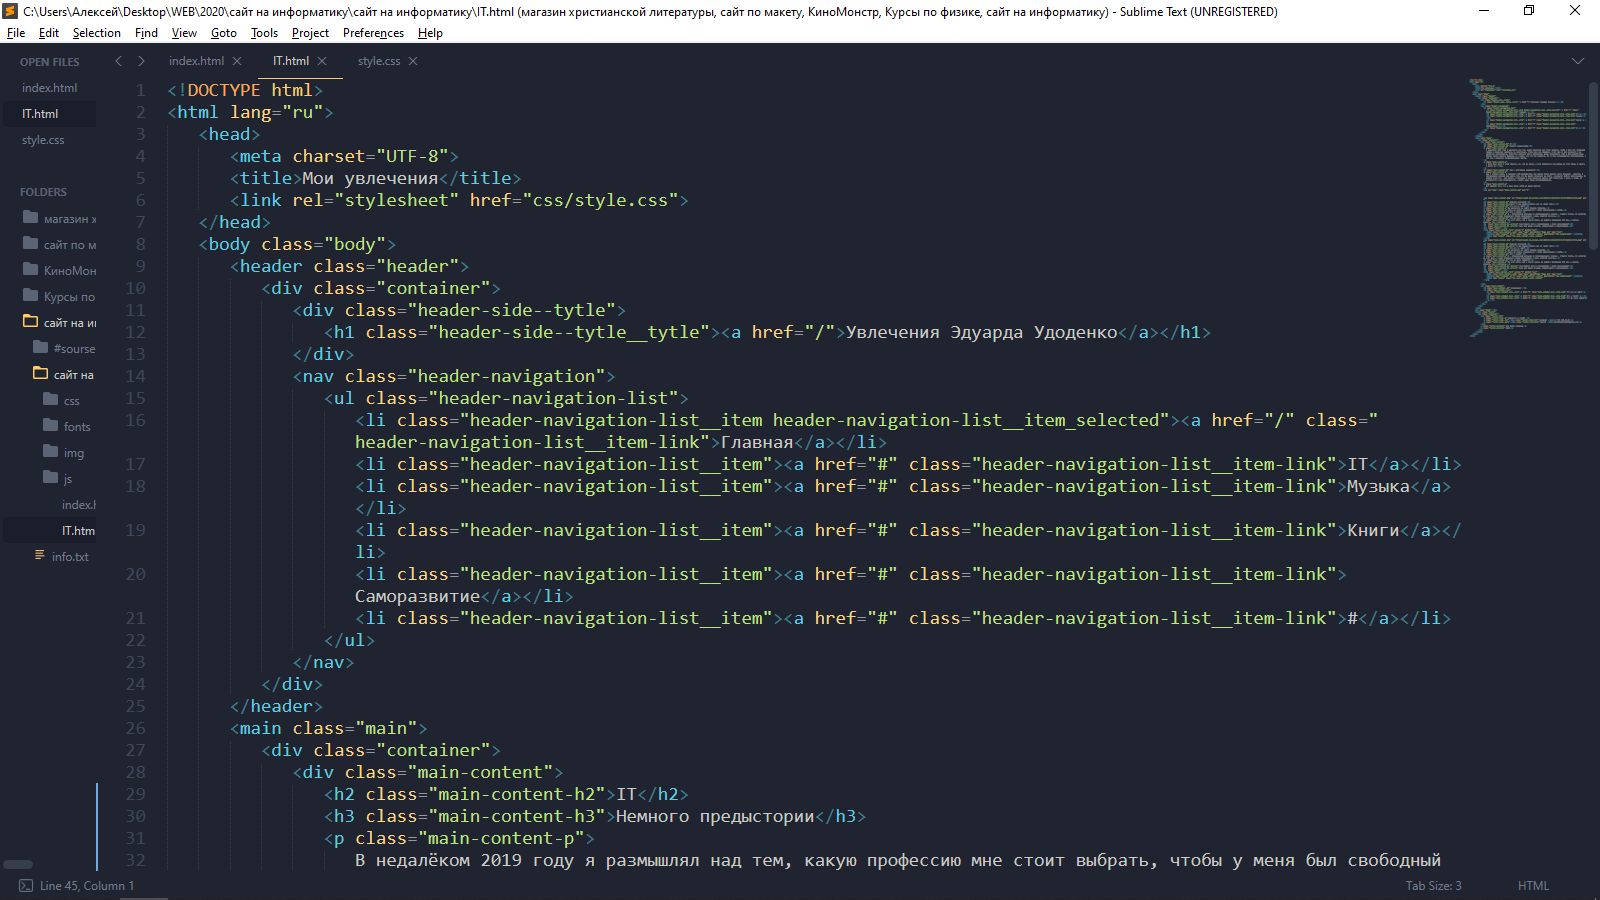 C:\Users\Алексей\Desktop\WEB\2020\сайт на информатику\сайт на информатику\IT.html (магазин христианской литературы, сайт по макету, КиноМонстр, Курсы по физике, сайт на информатику) - Sublime Text (UNREGISTERED)
File Edit Selection Find View Goto Tools Project Preferences Help
OPEN FILES
index.html
IT.html
style.css
FOLDERS
магазин х
сайт по м
КиноМон
Курсы по
сайт на и
#sourse
сайт на
css
fonts
img
js
index.h
IT.htm
info.txt
index.html IT.html style.css
1 <!DOCTYPE html>
2 <html lang="ru">
3 <head>
4 <meta charset="UTF-8">
5 <title>Мои увлечения</title>
6 <link rel="stylesheet" href="css/style.css">
7 </head>
8 <body class="body">
9 <header class="header">
10 <div class="container">
11 <div class="header-side--tytle">
12 <h1 class="header-side--tytle__tytle"><a href="/">Увлечения Эдуарда Удоденко</a></h1>
13 </div>
14 <nav class="header-navigation">
15 <ul class="header-navigation-list">
16 <li class="header-navigation-list__item header-navigation-list__item_selected"><a href="/" class="
header-navigation-list__item-link">Главная</a></li>
17 <li class="header-navigation-list__item"><a href="#" class="header-navigation-list__item-link">IT</a></li>
18 <li class="header-navigation-list__item"><a href="#" class="header-navigation-list__item-link">Музыка</a>
</li>
19 <li class="header-navigation-list__item"><a href="#" class="header-navigation-list__item-link">Книги</a></
li>
20 <li class="header-navigation-list__item"><a href="#" class="header-navigation-list__item-link">
Саморазвитие</a></li>
21 <li class="header-navigation-list__item"><a href="#" class="header-navigation-list__item-link">#</a></li>
22 </ul>
23 </nav>
24 </div>
25 </header>
26 <main class="main">
27 <div class="container">
28 <div class="main-content">
29 <h2 class="main-content-h2">IT</h2>
30 <h3 class="main-content-h3">Немного предыстории</h3>
31 <p class="main-content-p">
32 В недалёком 2019 году я размышлял над тем, какую профессию мне стоит выбрать, чтобы у меня был свободный
Line 45, Column 1
Tab Size: 3 HTML